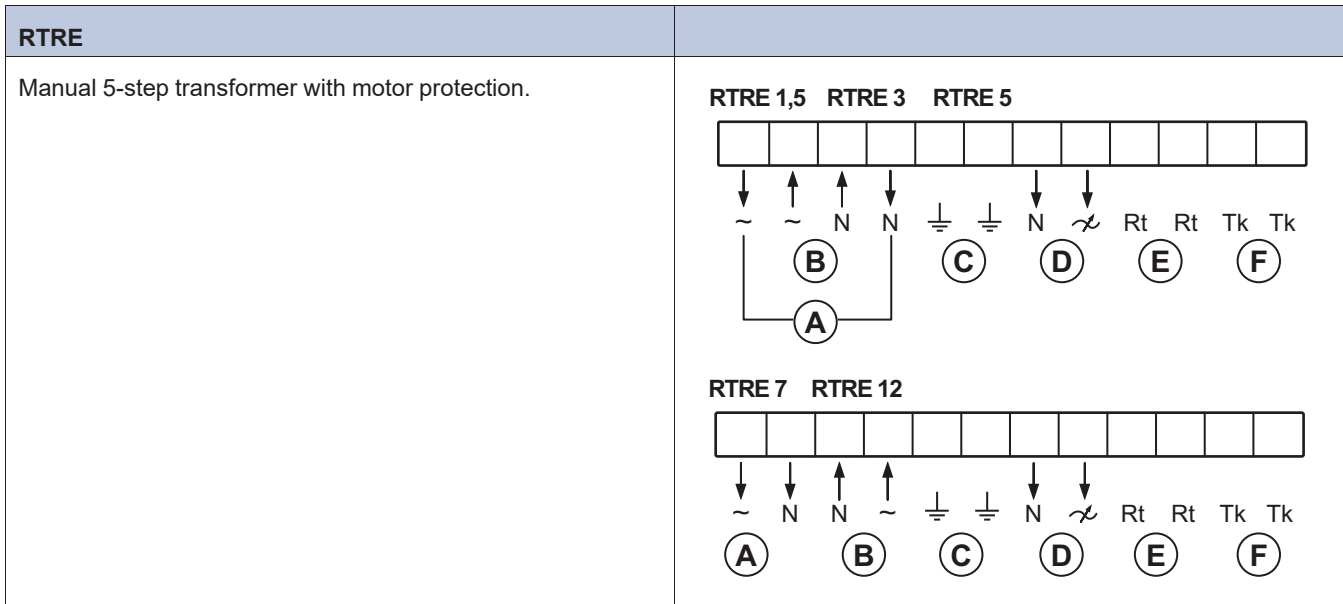 RTRE
Manual 5-step transformer with motor protection.
RTRE 1,5 RTRE 3 RTRE 5
~ ~ N N ⏚ ⏚ N Rt Rt Tk Tk
B C D E F
A
RTRE 7 RTRE 12
~ N N ~ ⏚ ⏚ N Rt Rt Tk Tk
A B C D E F